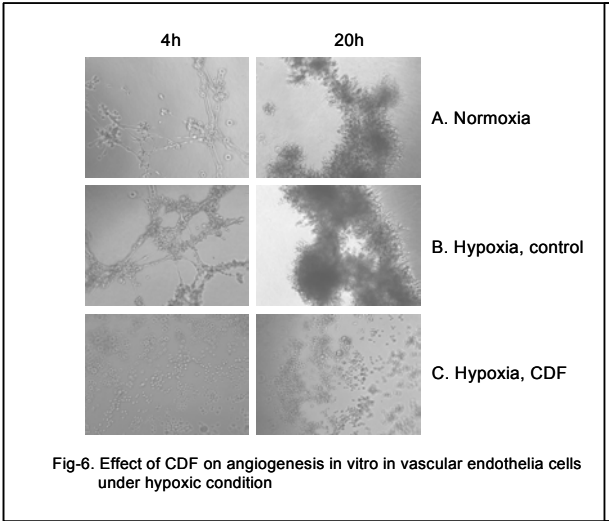 4h 20h
A. Normoxia
B. Hypoxia, control
C. Hypoxia, CDF
Fig-6. Effect of CDF on angiogenesis in vitro in vascular endothelia cells
under hypoxic condition